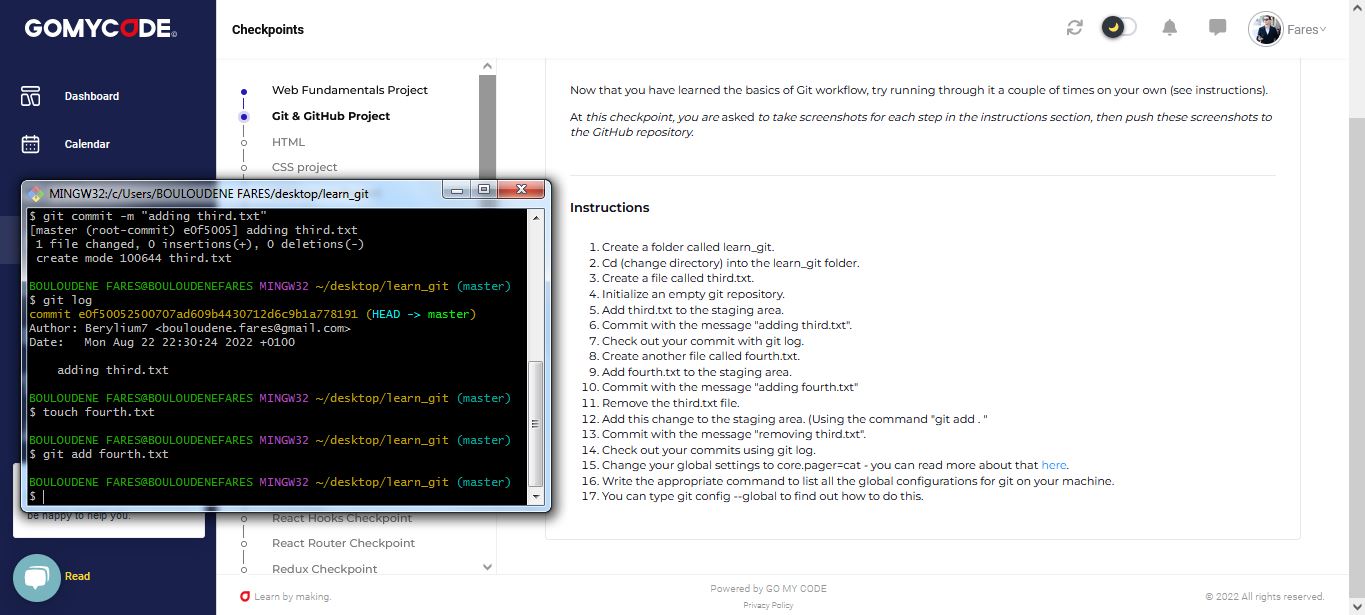 GOMYCODE
Checkpoints
Fares
Dashboard
Calendar
Web Fundamentals Project
Git & GitHub Project
HTML
CSS project
Now that you have learned the basics of Git workflow, try running through it a couple of times on your own (see instructions).
At this checkpoint, you are asked to take screenshots for each step in the instructions section, then push these screenshots to
the GitHub repository.
MINGW32:/c/Users/BOULOUDENE FARES/desktop/learn_git
$ git commit -m "adding third.txt"
[master (root-commit) e0f5005] adding third.txt
1 file changed, 0 insertions(+), 0 deletions(-)
create mode 100644 third.txt
BOULOUDENE FARES@BOULOUDENEFARES MINGW32 ~/desktop/learn_git (master)
$ git log
commit e0f50052500707ad609b4430712d6c9b1a778191 (HEAD -> master)
Author: Berylium7 <bouloudene.fares@gmail.com>
Date:   Mon Aug 22 22:30:24 2022 +0100
adding third.txt
BOULOUDENE FARES@BOULOUDENEFARES MINGW32 ~/desktop/learn_git (master)
$ touch fourth.txt
BOULOUDENE FARES@BOULOUDENEFARES MINGW32 ~/desktop/learn_git (master)
$ git add fourth.txt
BOULOUDENE FARES@BOULOUDENEFARES MINGW32 ~/desktop/learn_git (master)
$
Instructions
1. Create a folder called learn_git.
2. Cd (change directory) into the learn_git folder.
3. Create a file called third.txt.
4. Initialize an empty git repository.
5. Add third.txt to the staging area.
6. Commit with the message "adding third.txt".
7. Check out your commit with git log.
8. Create another file called fourth.txt.
9. Add fourth.txt to the staging area.
10. Commit with the message "adding fourth.txt"
11. Remove the third.txt file.
12. Add this change to the staging area. (Using the command "git add . "
13. Commit with the message "removing third.txt".
14. Check out your commits using git log.
15. Change your global settings to core.pager=cat - you can read more about that here.
16. Write the appropriate command to list all the global configurations for git on your machine.
17. You can type git config --global to find out how to do this.
be happy to help you.
React Hooks Checkpoint
React Router Checkpoint
Redux Checkpoint
Read
Learn by making.
Powered by GO MY CODE
Privacy Policy
© 2022 All rights reserved.